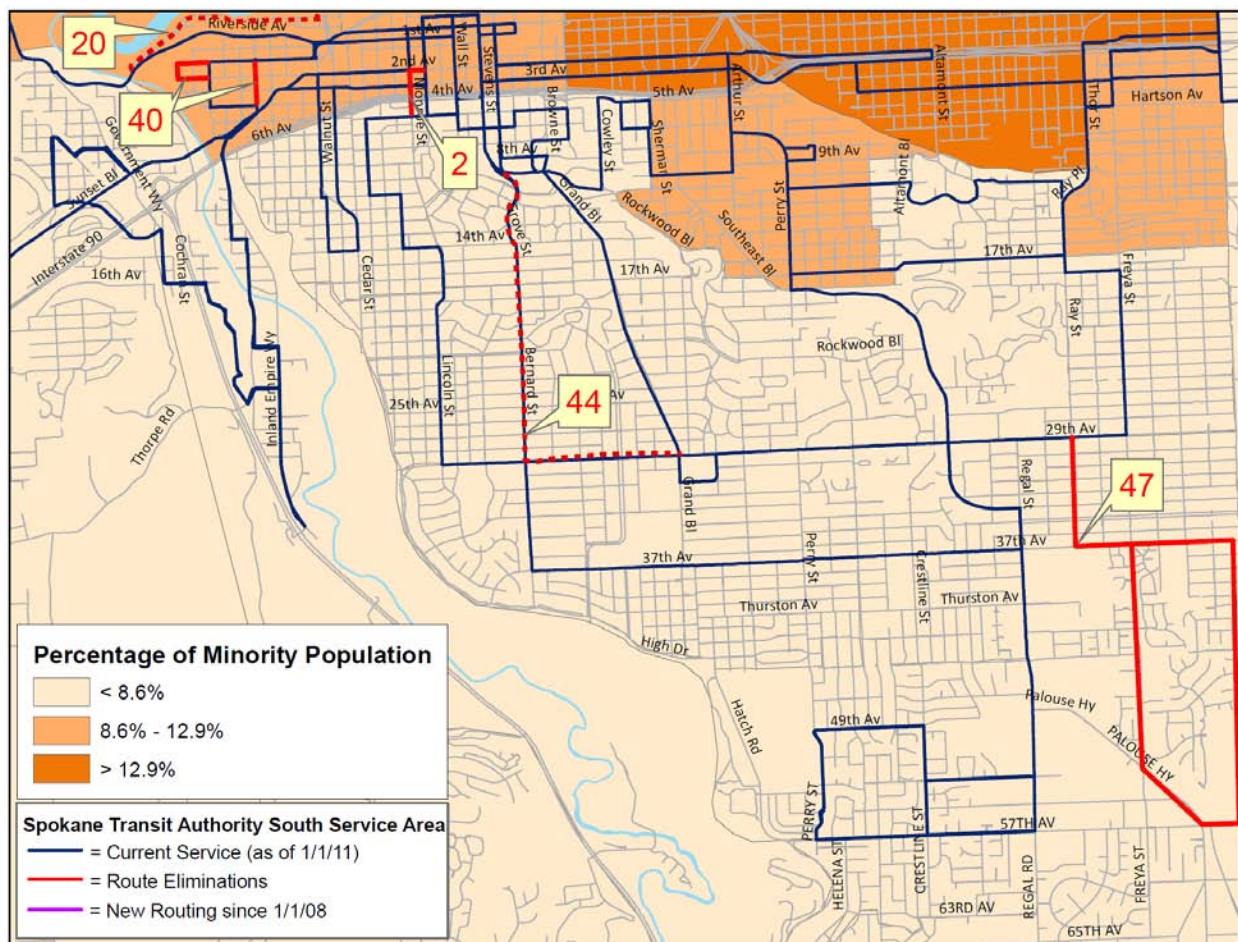 Riverside Av
20
1st Av
Wall St
Stevens St
2nd Av
3rd Av
4th Av
5th Av
Monroe St
Browne St
Arthur St
Altamont St
Thor St
Hartson Av
40
6th Av
Walnut St
2
8th Av
Cowley St
Sherman St
9th Av
Altamont Bl
Ray Pl
Government Wy
Sunset Bl
Interstate 90
Grove St
Grand Bl
Rockwood Bl
Southeast Bl
Perry St
14th Av
17th Av
17th Av
16th Av
Cochran St
Cedar St
Freya St
Ray St
Rockwood Bl
Inland Empire Wy
Lincoln St
Bernard St
25th Av
44
Av
Thorpe Rd
29th Av
47
Regal St
Grand Bl
37th Av
37th Av
Perry St
Crestline St
Thurston Av
Thurston Av
High Dr
Hatch Rd
Palouse Hy
PALOUSE HY
49th Av
PERRY ST
57TH AV
HELENA ST
CRESTLINE ST
REGAL RD
FREYA ST
63RD AV
65TH AV
Percentage of Minority Population
< 8.6%
8.6% - 12.9%
> 12.9%
Spokane Transit Authority South Service Area
= Current Service (as of 1/1/11)
= Route Eliminations
= New Routing since 1/1/08